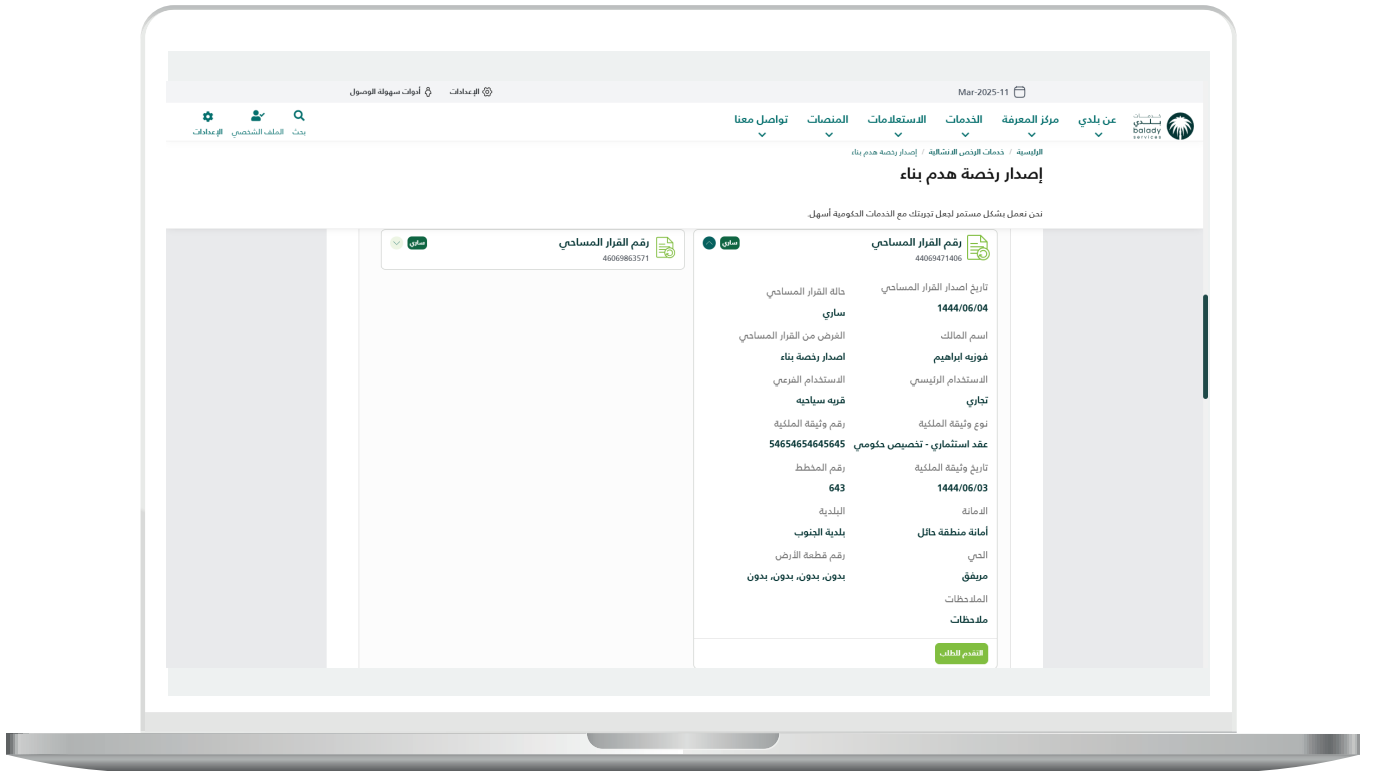 11-Mar-2025
الإعدادات
أدوات سهولة الوصول
خدمات
بلدي
balady
services
عن بلدي
مركز المعرفة
الخدمات
الاستعلامات
المنصات
تواصل معنا
بحث
الملف الشخصي
الإعدادات
الرئيسية / خدمات الرخص الانشائية / إصدار رخصة هدم بناء
إصدار رخصة هدم بناء
نحن نعمل بشكل مستمر لجعل تجربتك مع الخدمات الحكومية أسهل.
رقم القرار المساحي ساري
44069471406
تاريخ اصدار القرار المساحي حالة القرار المساحي
1444/06/04 ساري
اسم المالك الغرض من القرار المساحي
فوزيه ابراهيم اصدار رخصة بناء
الاستخدام الرئيسي الاستخدام الفرعي
تجاري قريه سياحيه
نوع وثيقة الملكية رقم وثيقة الملكية
عقد استثماري - تخصيص حكومي 54654654645645
تاريخ وثيقة الملكية رقم المخطط
1444/06/03 643
الامانة البلدية
أمانة منطقة حائل بلدية الجنوب
الحي رقم قطعة الأرض
مريفق بدون, بدون, بدون, بدون
الملاحظات
ملاحظات
التقدم للطلب
رقم القرار المساحي ساري
46069863571